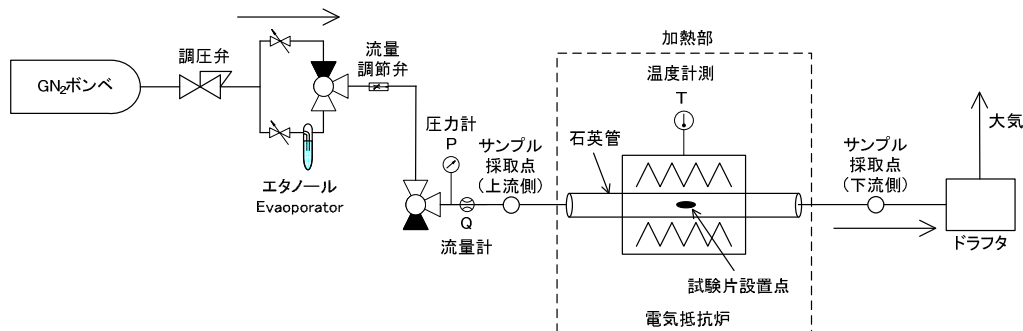 GN2ボンベ
調圧弁
エタノール
Evaoporator
流量
調節弁
圧力計
P
Q
流量計
サンプル
採取点
(上流側)
加熱部
温度計測
T
石英管
試験片設置点
電気抵抗炉
サンプル
採取点
(下流側)
大気
ドラフタ